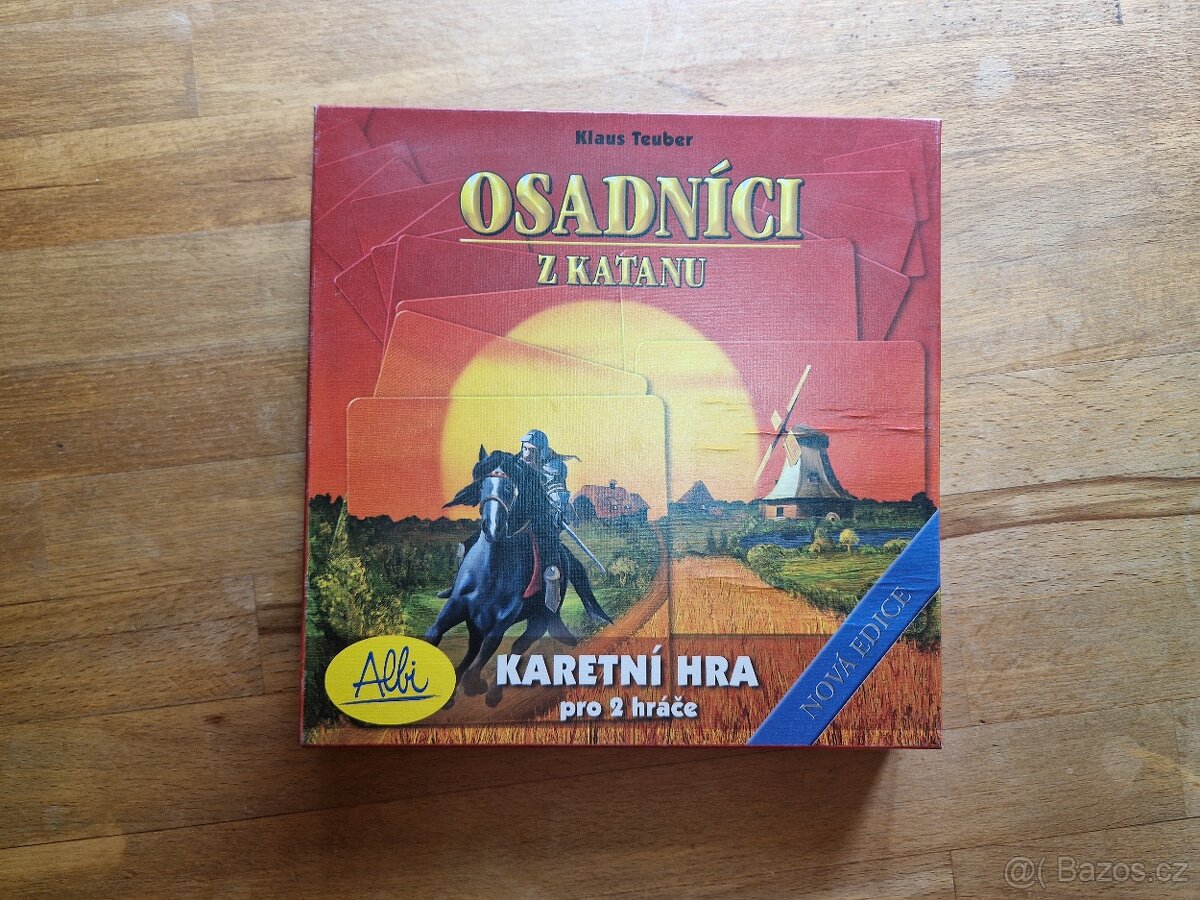 Klaus Teuber
OSADNÍCI
Z KATANU
Albi
KARETNÍ HRA
pro 2 hráče
NOVÁ EDICE
@( Bazos.cz